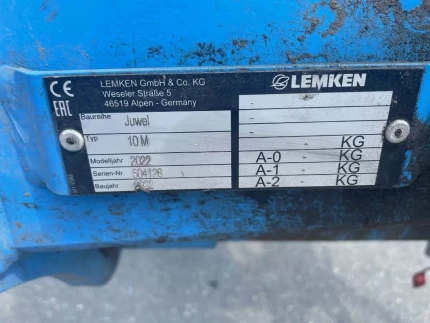 CE
EAC
LEMKEN GmbH & Co. KG
Weseler Straße 5
46519 Alpen - Germany
LEMKEN
Baureihe Juwel
Typ 10 M
Modelljahr 2022
Serien-Nr. 504126
Baujahr
-
-
- KG
A-0 - KG
A-1 - KG
A-2 - KG